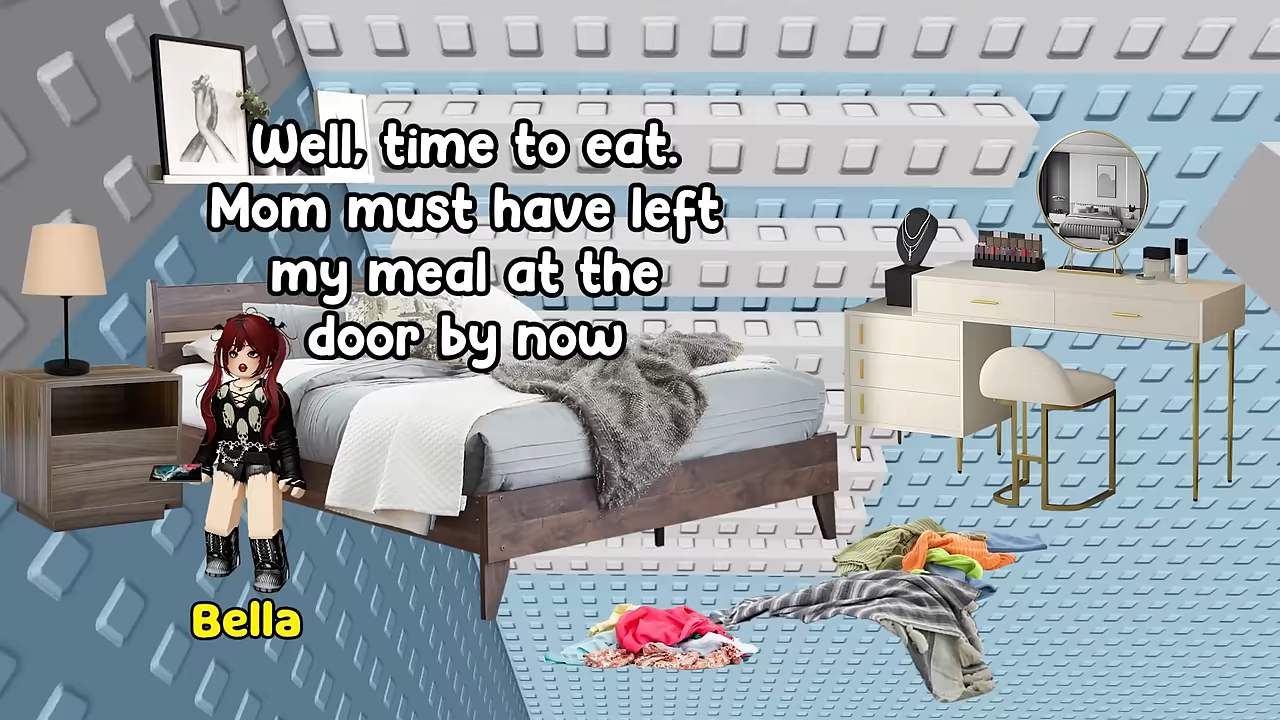 Well, time to eat.
Mom must have left
my meal at the
door by now
Bella